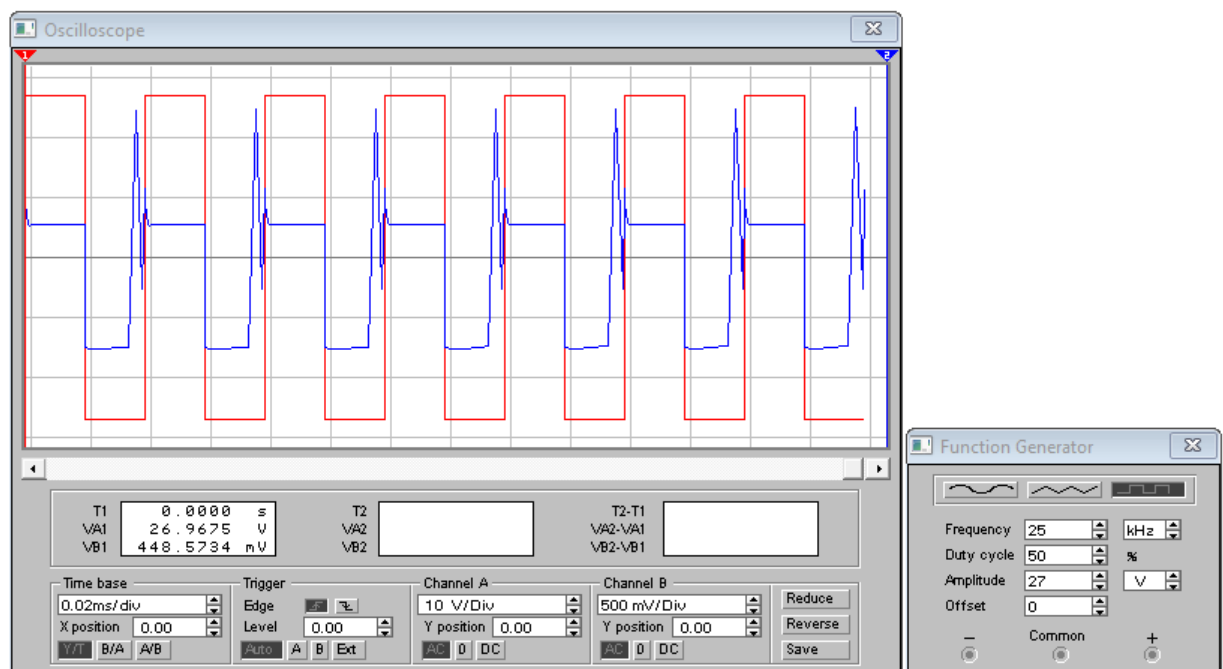 Oscilloscope
1 2
T1 0.0000 s
VA1 26.9675 V
VB1 448.5734 mV
T2
VA2
VB2
T2-T1
VA2-VA1
VB2-VB1
Time base
0.02ms/div
X position 0.00
Y/T B/A A/B
Trigger
Edge
Level 0.00
Auto A B Ext
Channel A
10 V/Div
Y position 0.00
AC 0 DC
Channel B
500 mV/Div
Y position 0.00
AC 0 DC
Reduce
Reverse
Save
Function Generator
Frequency 25 kHz
Duty cycle 50 %
Amplitude 27 V
Offset 0
− Common +